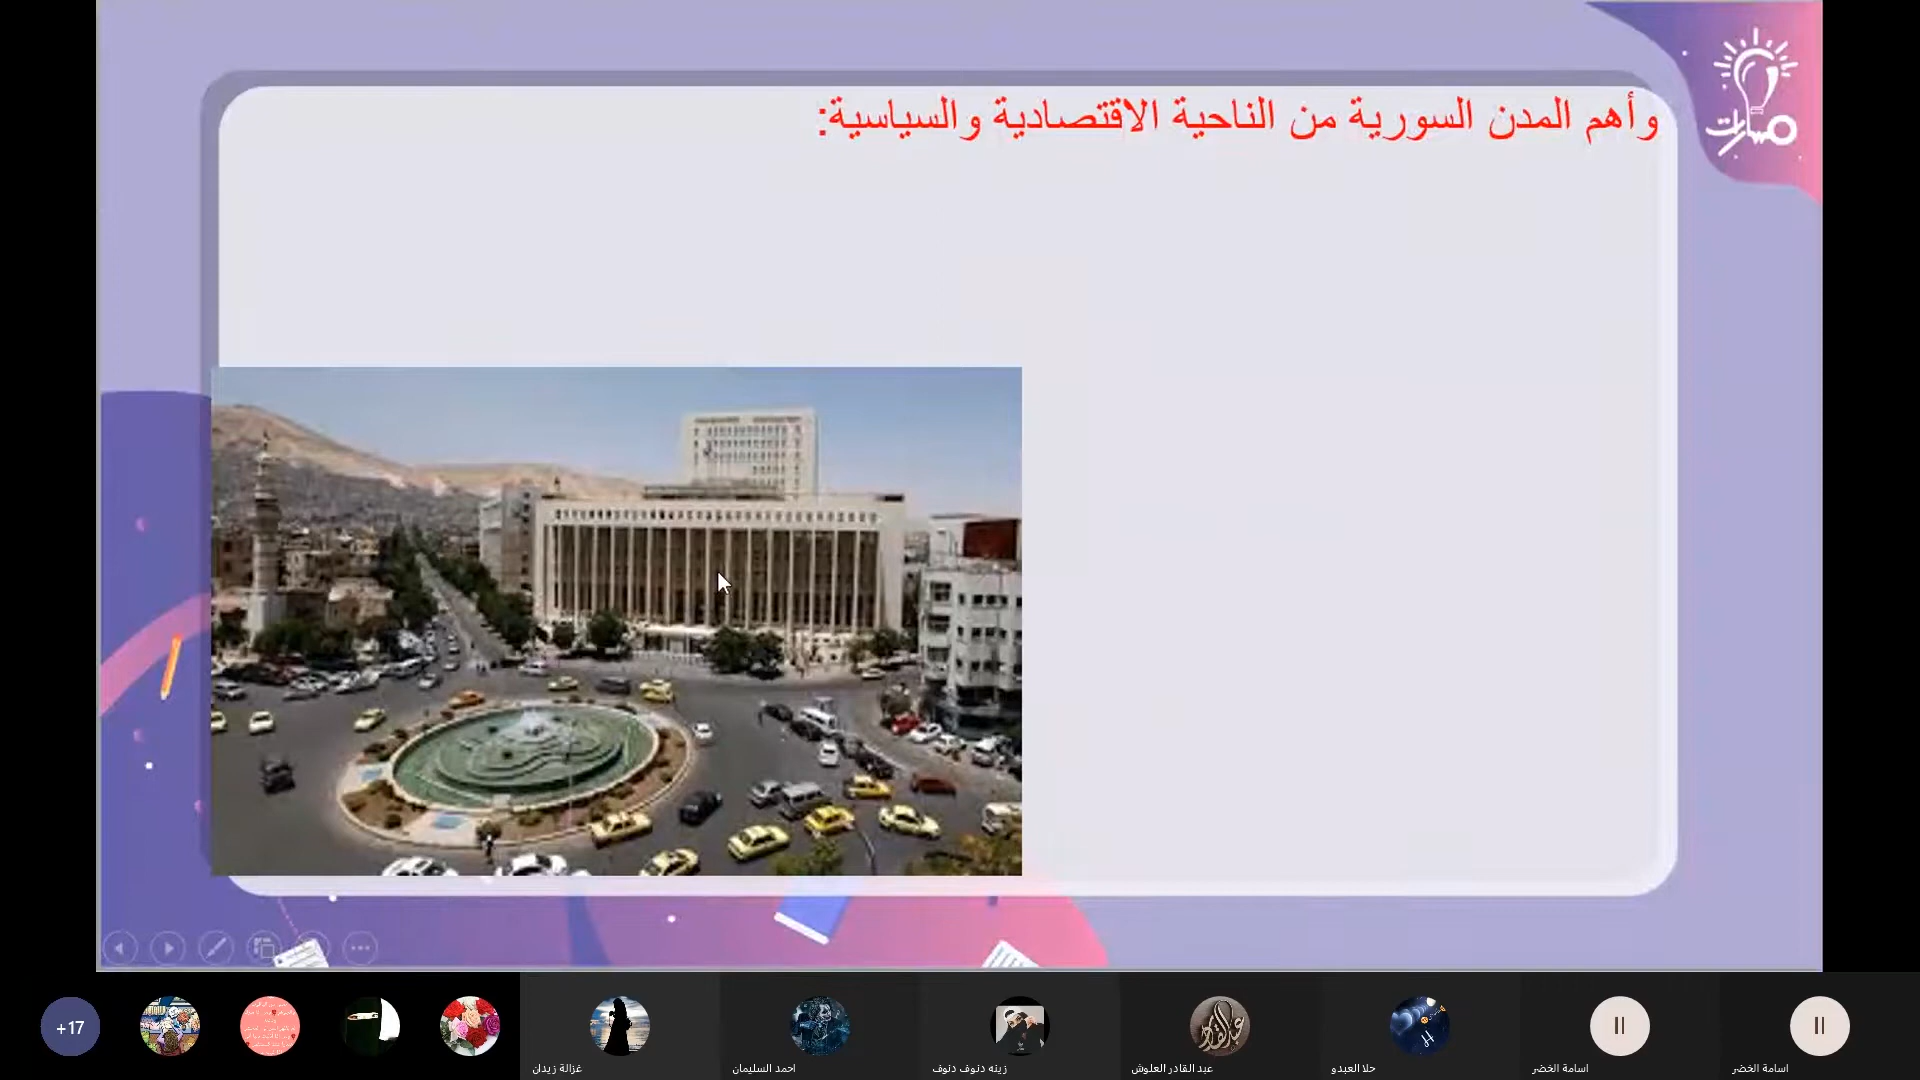 وأهم المدن السورية من الناحية الاقتصادية والسياسية:
مسارات
+17
غزالة زيدان
احمد السليمان
زينه دنوف دنوف
عبد القادر العلوش
حلا العبدو
اسامة الخضر
اسامة الخضر